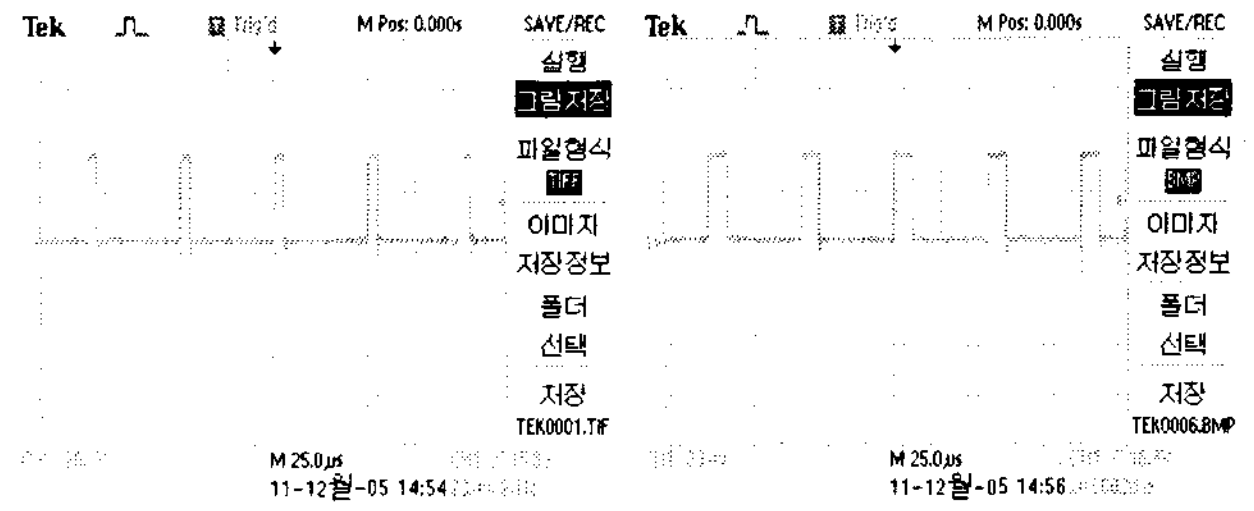 Tek
M Pos: 0.000s
SAVE/REC
실행
그림저장
파일형식
TIFF
이미지
저장정보
폴더
선택
저장
TEK0001.TIF
M 25.0µs
11-12월-05 14:54
Tek
M Pos: 0.000s
SAVE/REC
실행
그림저장
파일형식
BMP
이미지
저장정보
폴더
선택
저장
TEK0006.BMP
M 25.0µs
11-12월-05 14:56